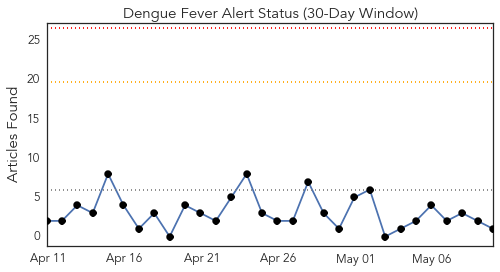 Dengue Fever Alert Status (30-Day Window)
Articles Found
25
20
15
10
5
0
Apr 11 Apr 16 Apr 21 Apr 26 May 01 May 06